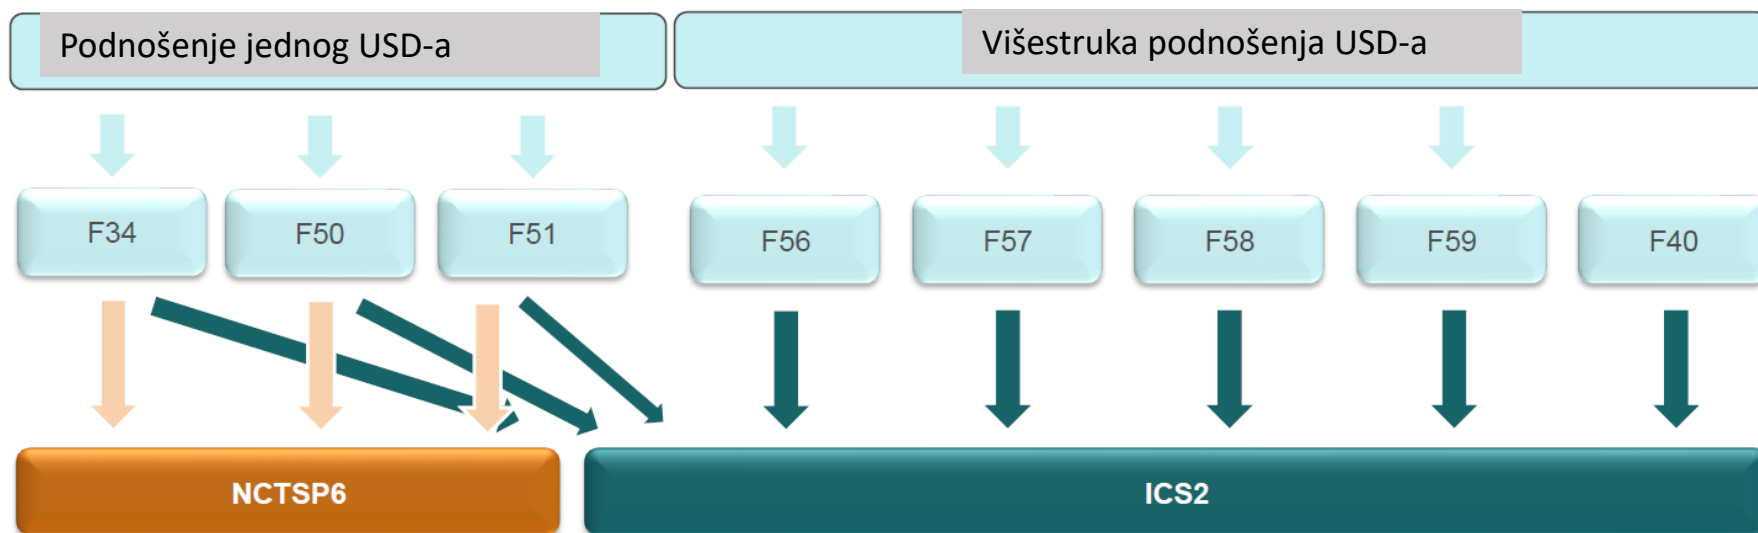 Podnošenje jednog USD-a
Višestruka podnošenja USD-a
F34
F50
F51
F56
F57
F58
F59
F40
NCTSP6
ICS2